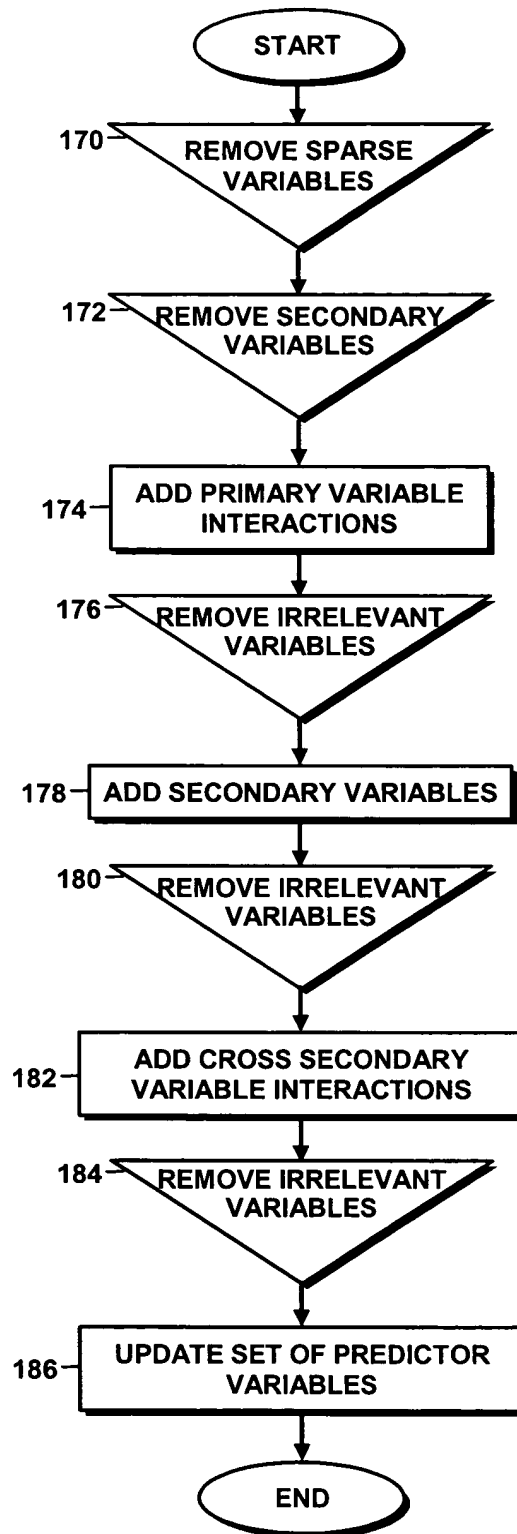 START
170
REMOVE SPARSE
VARIABLES
172
REMOVE SECONDARY
VARIABLES
174
ADD PRIMARY VARIABLE
INTERACTIONS
176
REMOVE IRRELEVANT
VARIABLES
178
ADD SECONDARY VARIABLES
180
REMOVE IRRELEVANT
VARIABLES
182
ADD CROSS SECONDARY
VARIABLE INTERACTIONS
184
REMOVE IRRELEVANT
VARIABLES
186
UPDATE SET OF PREDICTOR
VARIABLES
END